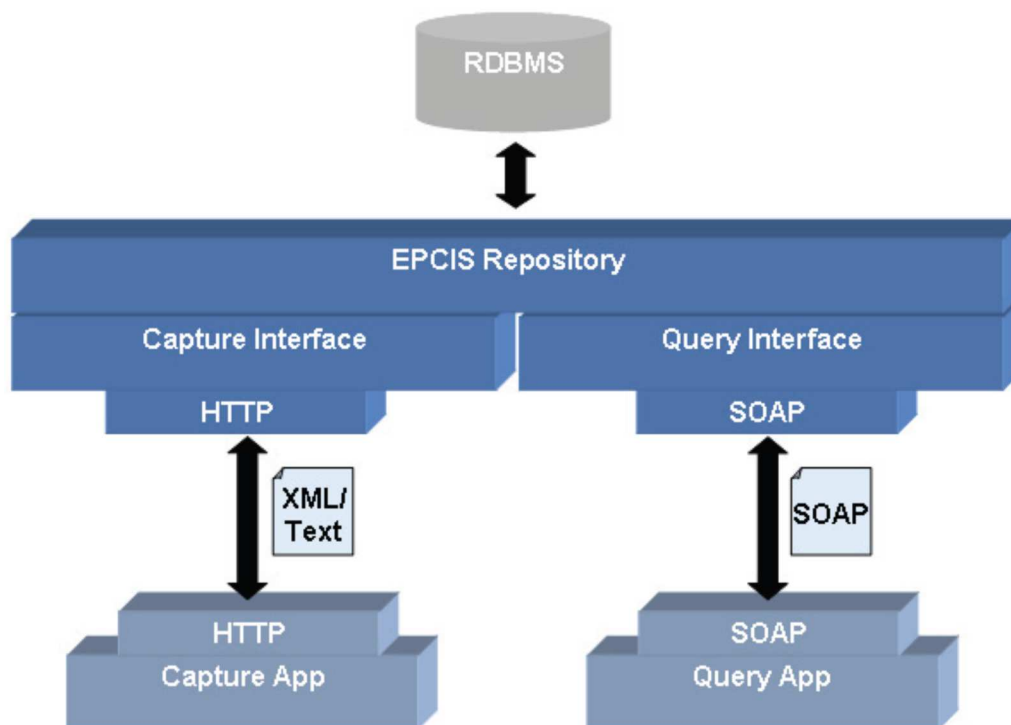 RDBMS
EPCIS Repository
Capture Interface
Query Interface
HTTP
SOAP
XML/
Text
SOAP
HTTP
SOAP
Capture App
Query App